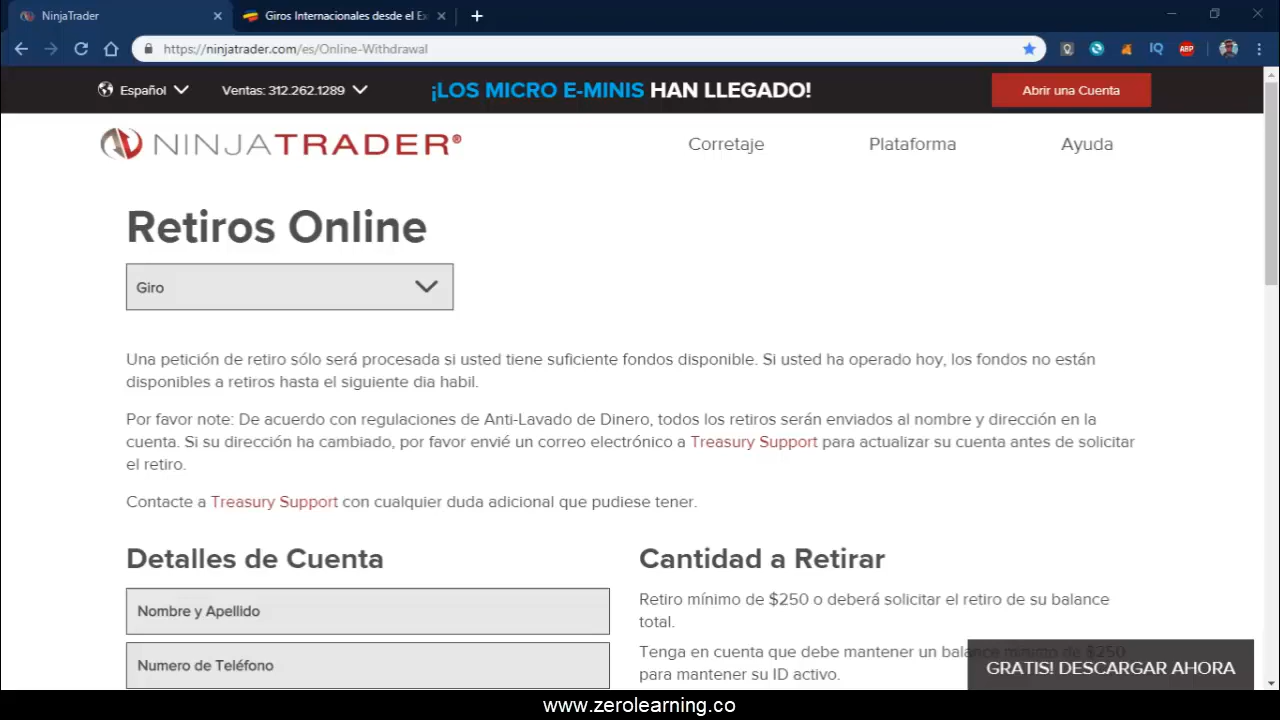 NinjaTrader
Giros Internacionales desde el Ex
https://ninjatrader.com/es/Online-Withdrawal
IQ
ABP
Español
Ventas: 312.262.1289
¡LOS MICRO E-MINIS HAN LLEGADO!
Abrir una Cuenta
NINJATRADER®
Corretaje
Plataforma
Ayuda
Retiros Online
Giro
Una petición de retiro sólo será procesada si usted tiene suficiente fondos disponible. Si usted ha operado hoy, los fondos no están
disponibles a retiros hasta el siguiente dia habil.
Por favor note: De acuerdo con regulaciones de Anti-Lavado de Dinero, todos los retiros serán enviados al nombre y dirección en la
cuenta. Si su dirección ha cambiado, por favor envié un correo electrónico a Treasury Support para actualizar su cuenta antes de solicitar
el retiro.
Contacte a Treasury Support con cualquier duda adicional que pudiese tener.
Detalles de Cuenta
Nombre y Apellido
Numero de Teléfono
Cantidad a Retirar
Retiro mínimo de $250 o deberá solicitar el retiro de su balance
total.
Tenga en cuenta que debe mantener un balance minimo de $250
para mantener su ID activo.
GRATIS! DESCARGAR AHORA
www.zerolearning.co